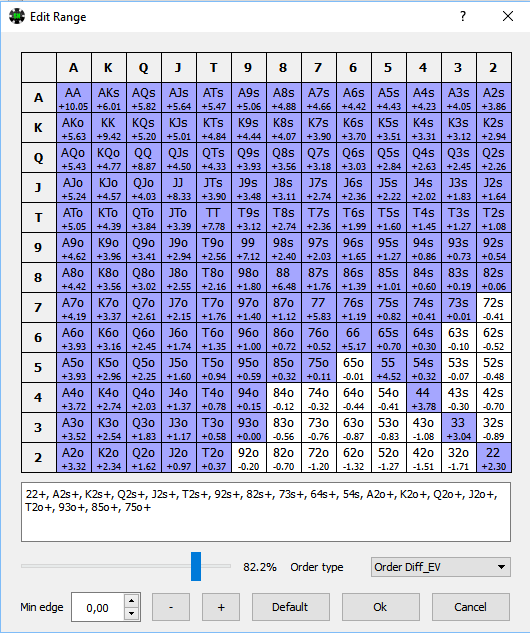 Edit Range
? ×
A K Q J T 9 8 7 6 5 4 3 2
A AA AKs AQs AJs ATs A9s A8s A7s A6s A5s A4s A3s A2s
+10.05 +6.01 +5.82 +5.64 +5.47 +5.06 +4.88 +4.66 +4.42 +4.43 +4.23 +4.05 +3.86
K AKo KK KQs KJs KTs K9s K8s K7s K6s K5s K4s K3s K2s
+5.63 +9.42 +5.20 +5.01 +4.84 +4.44 +4.07 +3.90 +3.70 +3.51 +3.31 +3.12 +2.94
Q AQo KQo QQ QJs QTs Q9s Q8s Q7s Q6s Q5s Q4s Q3s Q2s
+5.43 +4.77 +8.87 +4.50 +4.33 +3.93 +3.56 +3.18 +3.03 +2.84 +2.63 +2.45 +2.26
J AJo KJo QJo JJ JTs J9s J8s J7s J6s J5s J4s J3s J2s
+5.24 +4.57 +4.03 +8.33 +3.90 +3.48 +3.11 +2.74 +2.36 +2.22 +2.02 +1.83 +1.64
T ATo KTo QTo JTo TT T9s T8s T7s T6s T5s T4s T3s T2s
+5.05 +4.39 +3.84 +3.39 +7.78 +3.12 +2.74 +2.36 +1.99 +1.60 +1.45 +1.27 +1.08
9 A9o K9o Q9o J9o T9o 99 98s 97s 96s 95s 94s 93s 92s
+4.62 +3.96 +3.41 +2.94 +2.56 +7.12 +2.40 +2.03 +1.65 +1.27 +0.86 +0.73 +0.54
8 A8o K8o Q8o J8o T8o 98o 88 87s 86s 85s 84s 83s 82s
+4.42 +3.56 +3.02 +2.55 +2.16 +1.80 +6.48 +1.76 +1.39 +1.01 +0.60 +0.19 +0.06
7 A7o K7o Q7o J7o T7o 97o 87o 77 76s 75s 74s 73s 72s
+4.19 +3.37 +2.61 +2.15 +1.76 +1.40 +1.12 +5.83 +1.19 +0.82 +0.41 +0.01 -0.41
6 A6o K6o Q6o J6o T6o 96o 86o 76o 66 65s 64s 63s 62s
+3.93 +3.16 +2.45 +1.74 +1.35 +1.00 +0.72 +0.52 +5.17 +0.70 +0.30 -0.10 -0.52
5 A5o K5o Q5o J5o T5o 95o 85o 75o 65o 55 54s 53s 52s
+3.93 +2.96 +2.25 +1.60 +0.94 +0.59 +0.32 +0.11 -0.01 +4.52 +0.32 -0.07 -0.48
4 A4o K4o Q4o J4o T4o 94o 84o 74o 64o 54o 44 43s 42s
+3.72 +2.74 +2.03 +1.37 +0.78 +0.15 -0.12 -0.32 -0.44 -0.41 +3.78 -0.30 -0.70
3 A3o K3o Q3o J3o T3o 93o 83o 73o 63o 53o 43o 33 32s
+3.52 +2.54 +1.83 +1.17 +0.58 +0.00 -0.56 -0.76 -0.87 -0.83 -1.08 +3.04 -0.89
2 A2o K2o Q2o J2o T2o 92o 82o 72o 62o 52o 42o 32o 22
+3.32 +2.34 +1.62 +0.97 +0.37 -0.20 -0.70 -1.20 -1.32 -1.27 -1.51 -1.71 +2.30
22+, A2s+, K2s+, Q2s+, J2s+, T2s+, 92s+, 82s+, 73s+, 64s+, 54s, A2o+, K2o+, Q2o+, J2o+,
T2o+, 93o+, 85o+, 75o+
82.2% Order type Order Diff_EV
Min edge 0,00 - + Default Ok Cancel